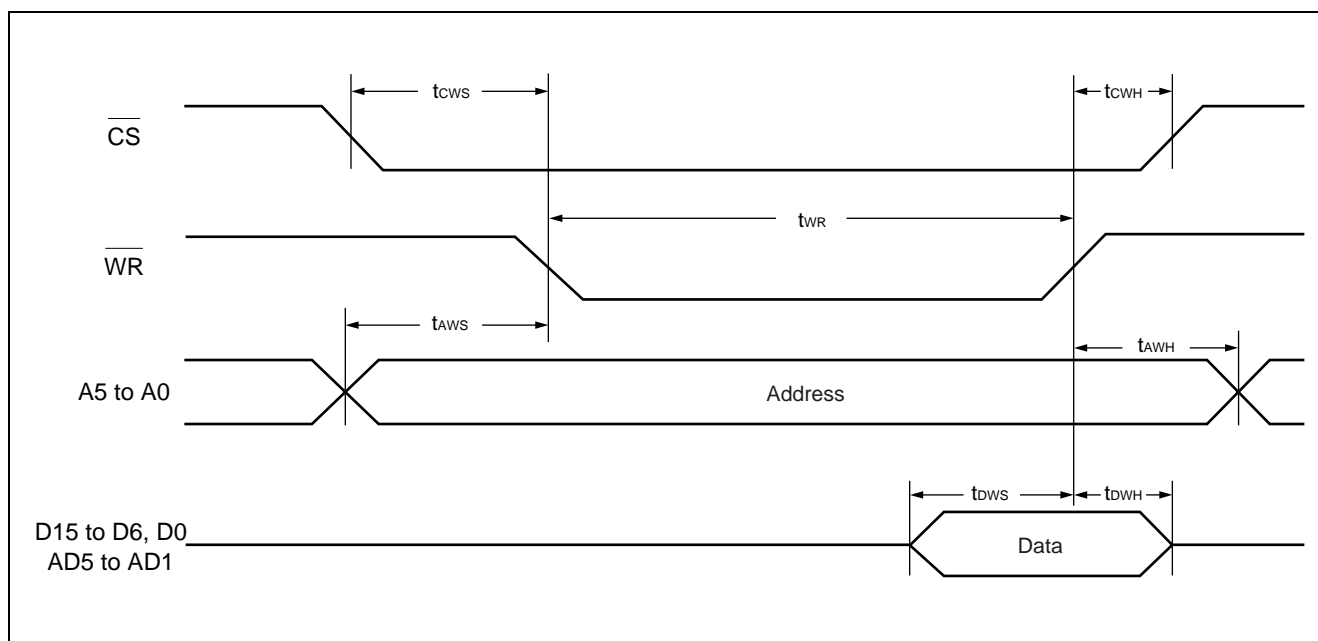 tCWS
tCWH
CS
tWR
WR
tAWS
tAWH
A5 to A0
Address
tDWS
tDWH
D15 to D6, D0
AD5 to AD1
Data